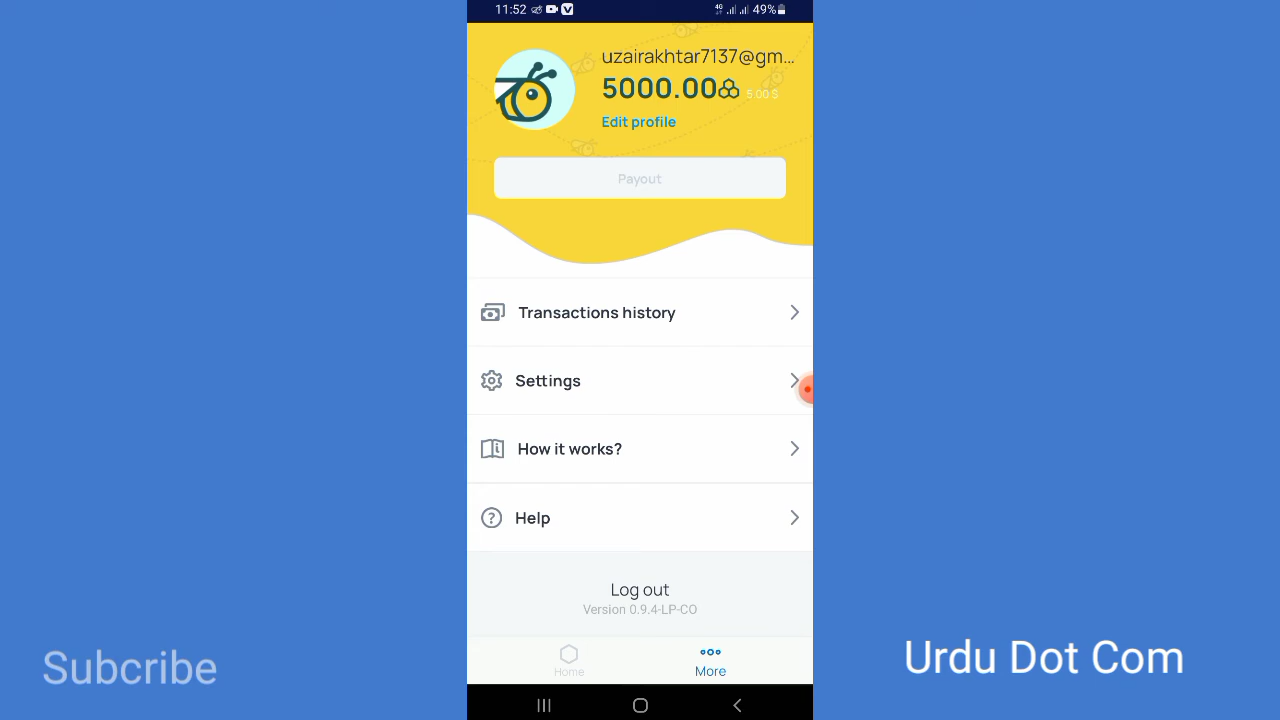 11:52
4G
49%
uzairakhtar7137@gm...
5000.00
5.00 $
Edit profile
Payout
Transactions history
Settings
How it works?
Help
Log out
Version 0.9.4-LP-CO
Home
More
Subcribe
Urdu Dot Com